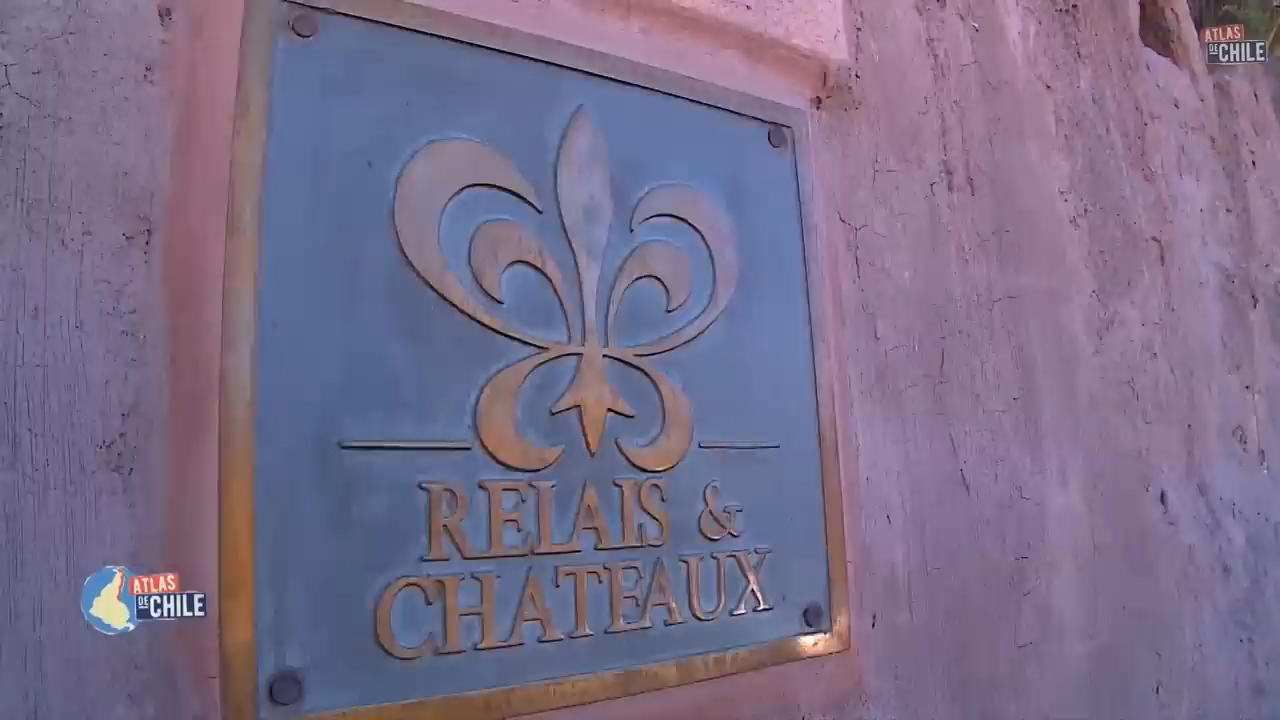 ATLAS
DE CHILE
RELAIS &
CHATEAUX
ATLAS
DE CHILE